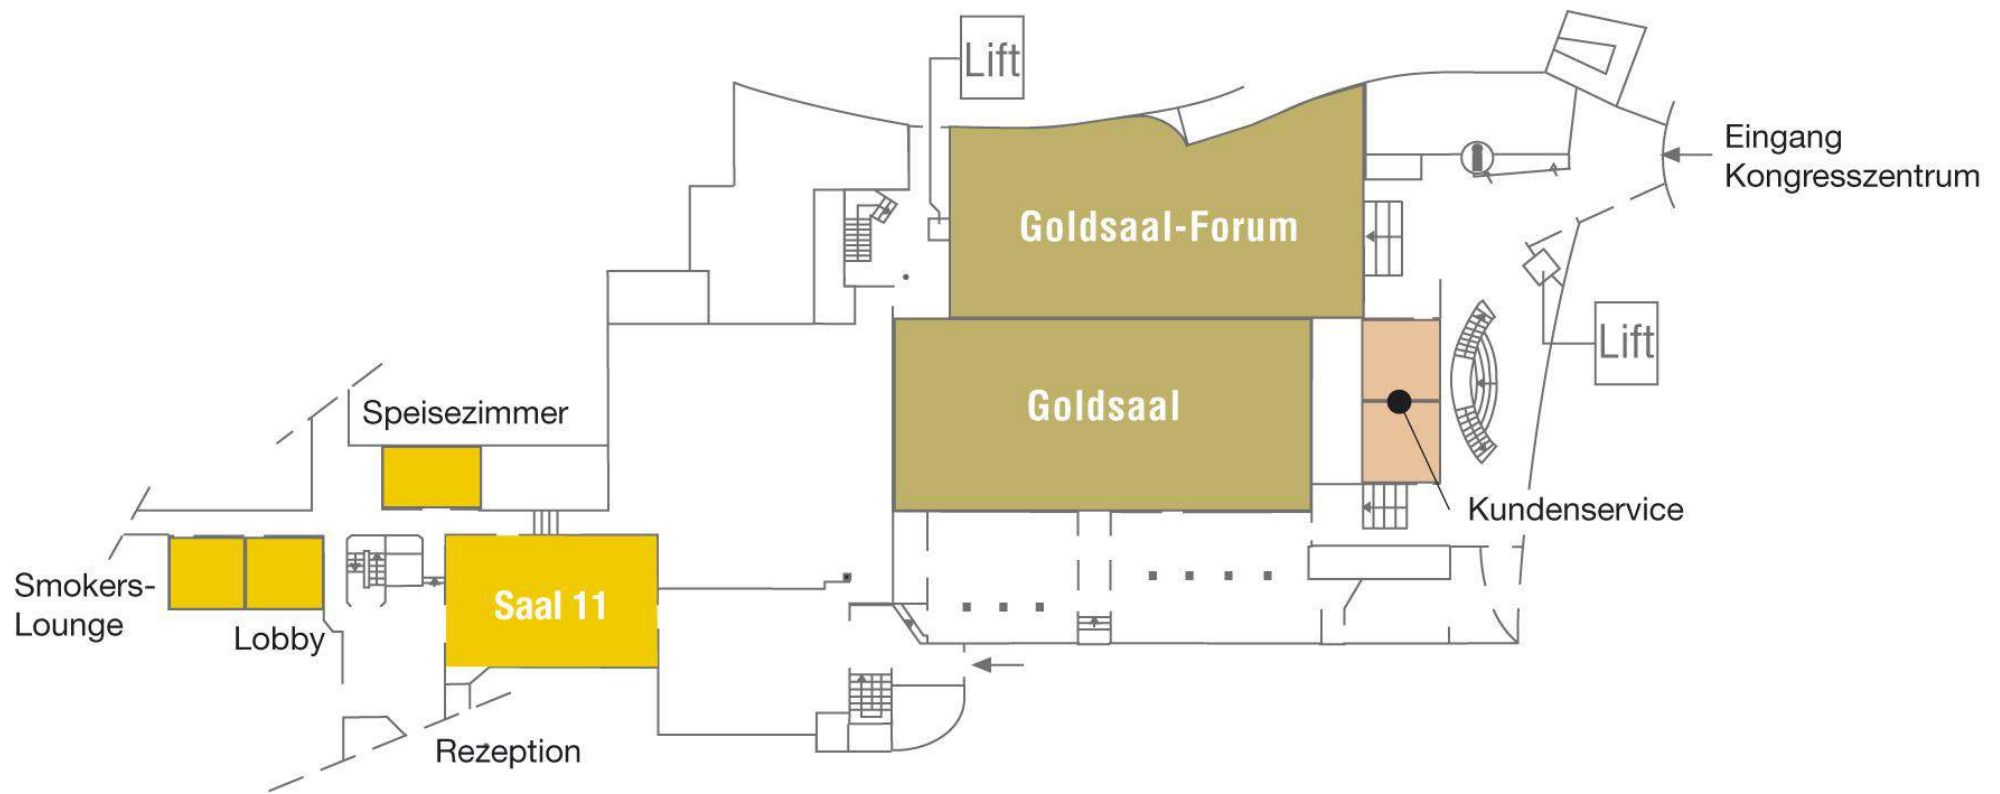 Lift
Eingang
Kongresszentrum
Goldsaal-Forum
Lift
Goldsaal
Speisezimmer
Kundenservice
Smokers-
Lounge
Saal 11
Lobby
Rezeption